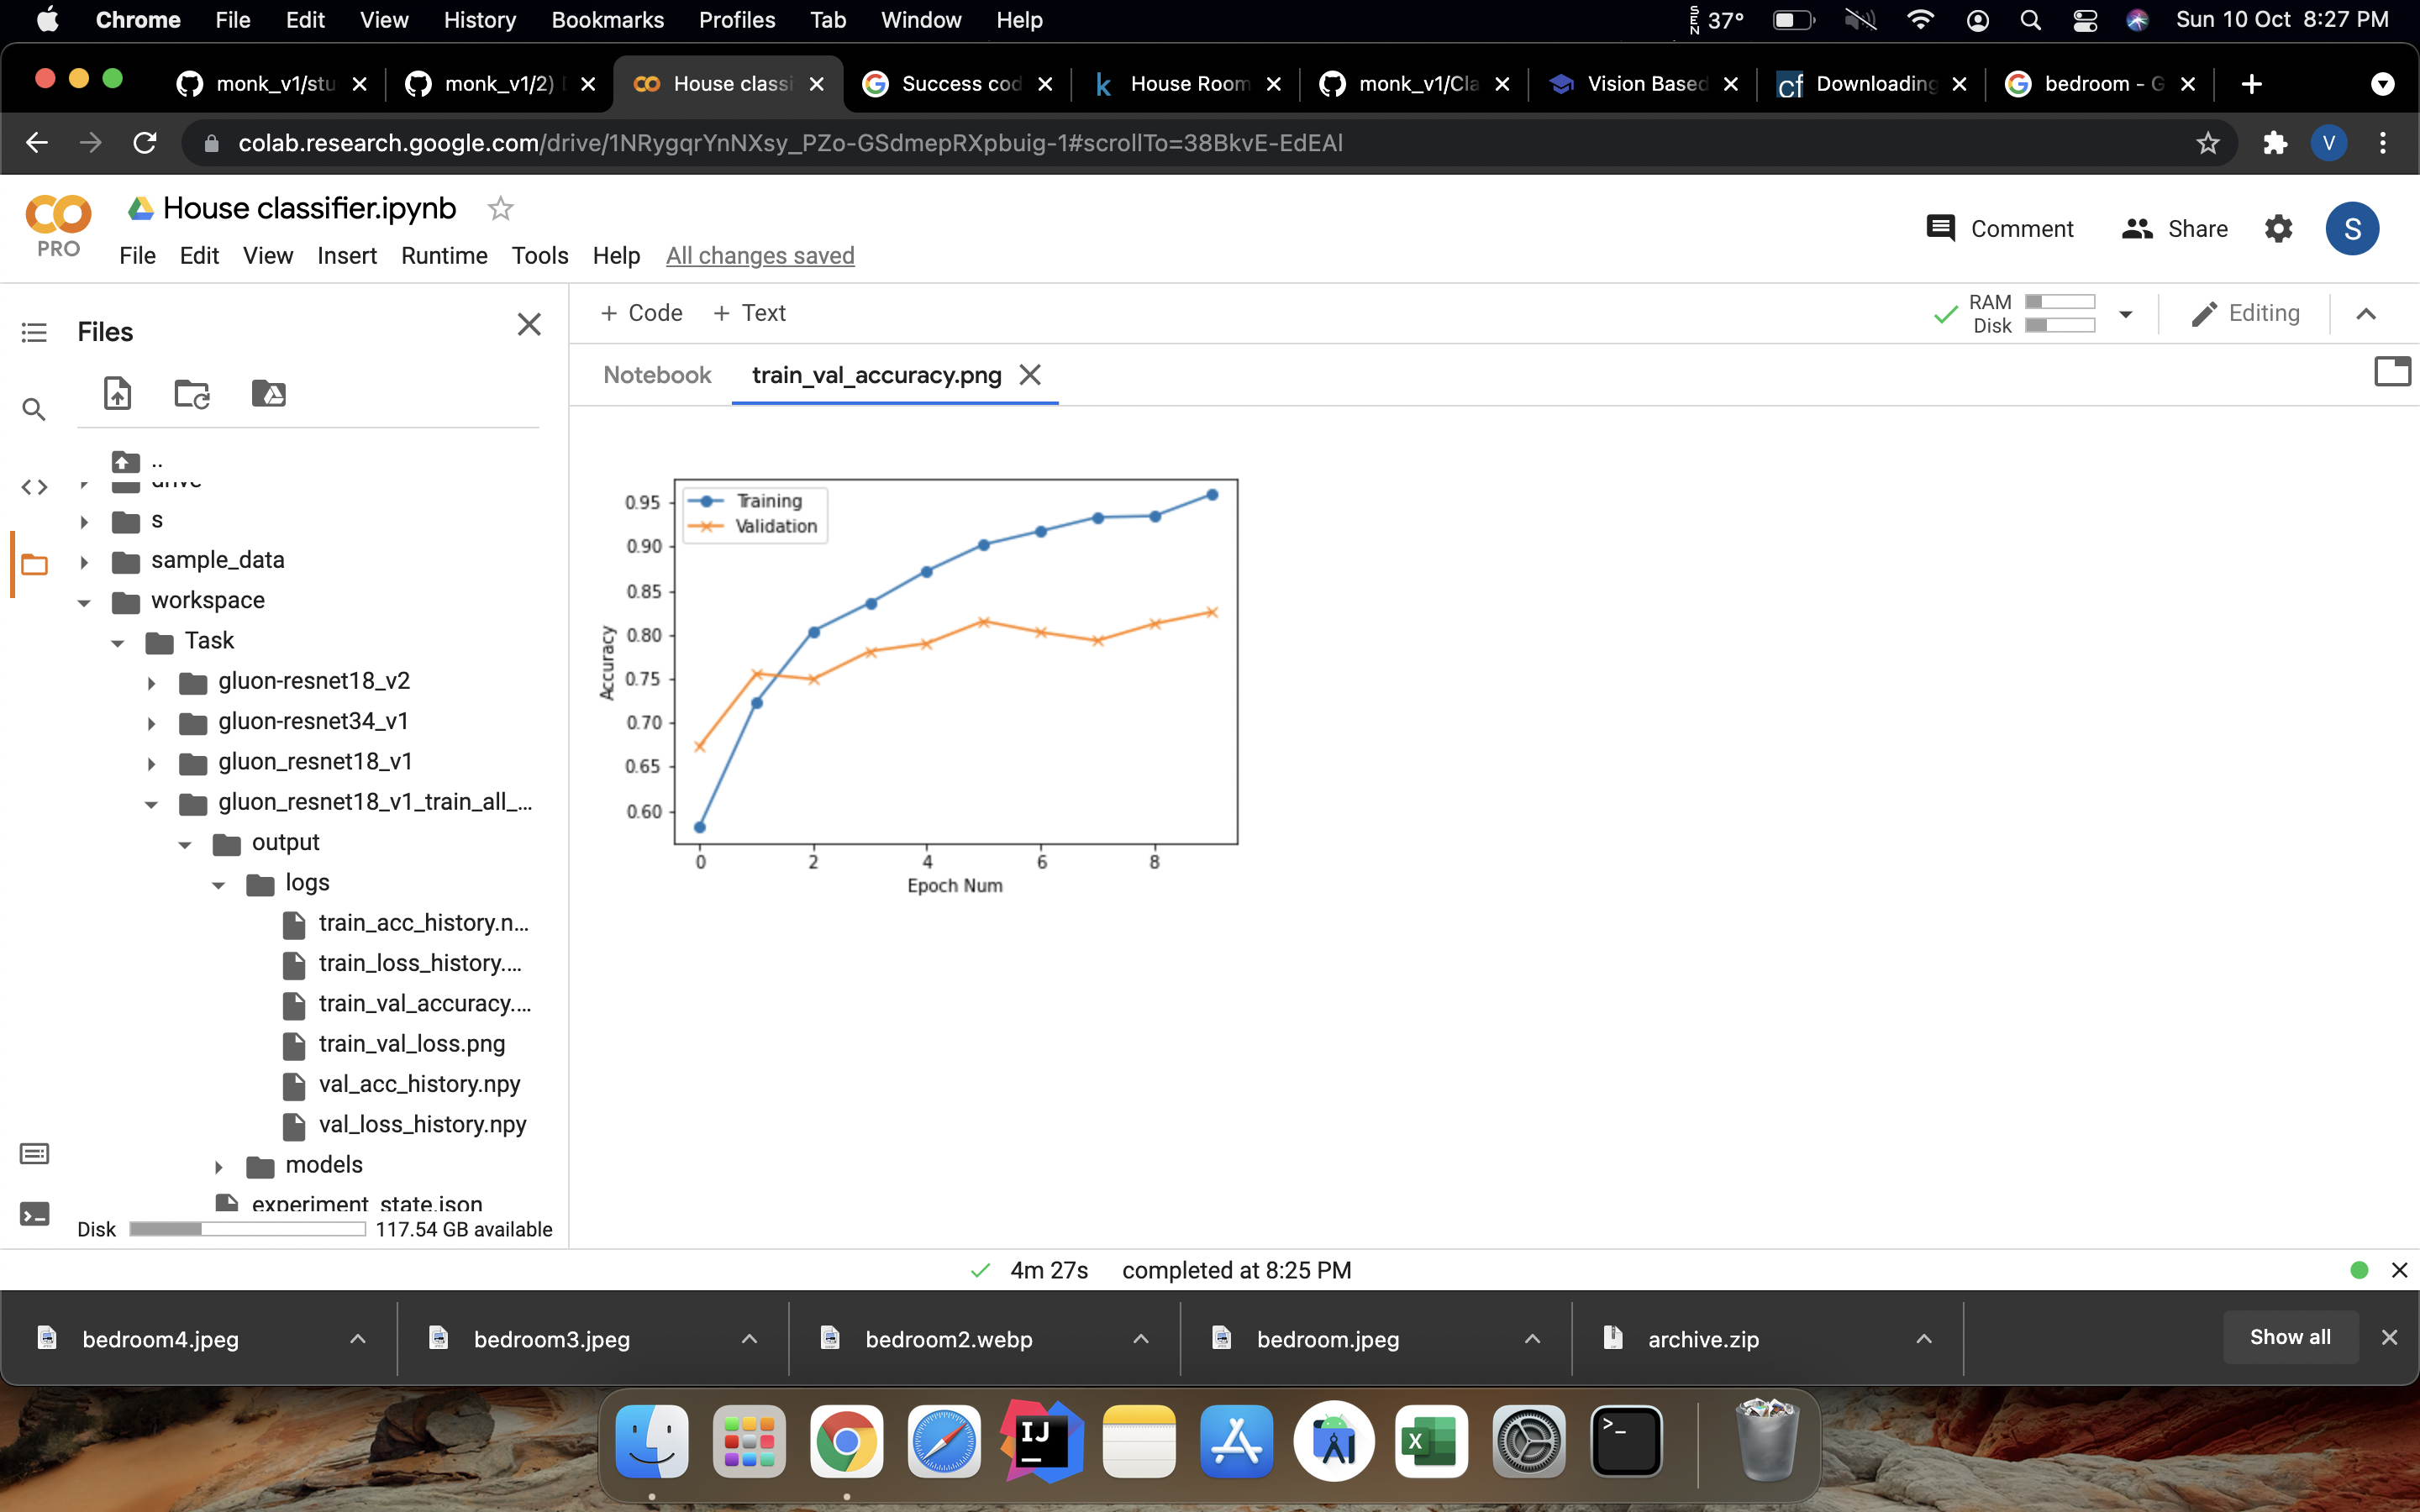 Chrome File Edit View History Bookmarks Profiles Tab Window Help SEN 37° Sun 10 Oct 8:27 PM
monk_v1/stu monk_v1/2) House classi Success cod House Room monk_v1/Cla Vision Based Downloading bedroom - G
colab.research.google.com/drive/1NRygqrYnNXsy_PZo-GSdmepRXpbuig-1#scrollTo=38BkvE-EdEAl V
PRO House classifier.ipynb
File Edit View Insert Runtime Tools Help All changes saved
Comment Share S
Files
+ Code + Text
RAM
Disk
Editing
Notebook train_val_accuracy.png
..
drive
s
sample_data
workspace
Task
gluon-resnet18_v2
gluon-resnet34_v1
gluon_resnet18_v1
gluon_resnet18_v1_train_all_...
output
logs
train_acc_history.n...
train_loss_history....
train_val_accuracy....
train_val_loss.png
val_acc_history.npy
val_loss_history.npy
models
experiment_state.json
Disk 117.54 GB available
Training
Validation
Accuracy
0.95
0.90
0.85
0.80
0.75
0.70
0.65
0.60
0 2 4 6 8
Epoch Num
4m 27s completed at 8:25 PM
bedroom4.jpeg bedroom3.jpeg bedroom2.webp bedroom.jpeg archive.zip Show all
IJ
X
>_